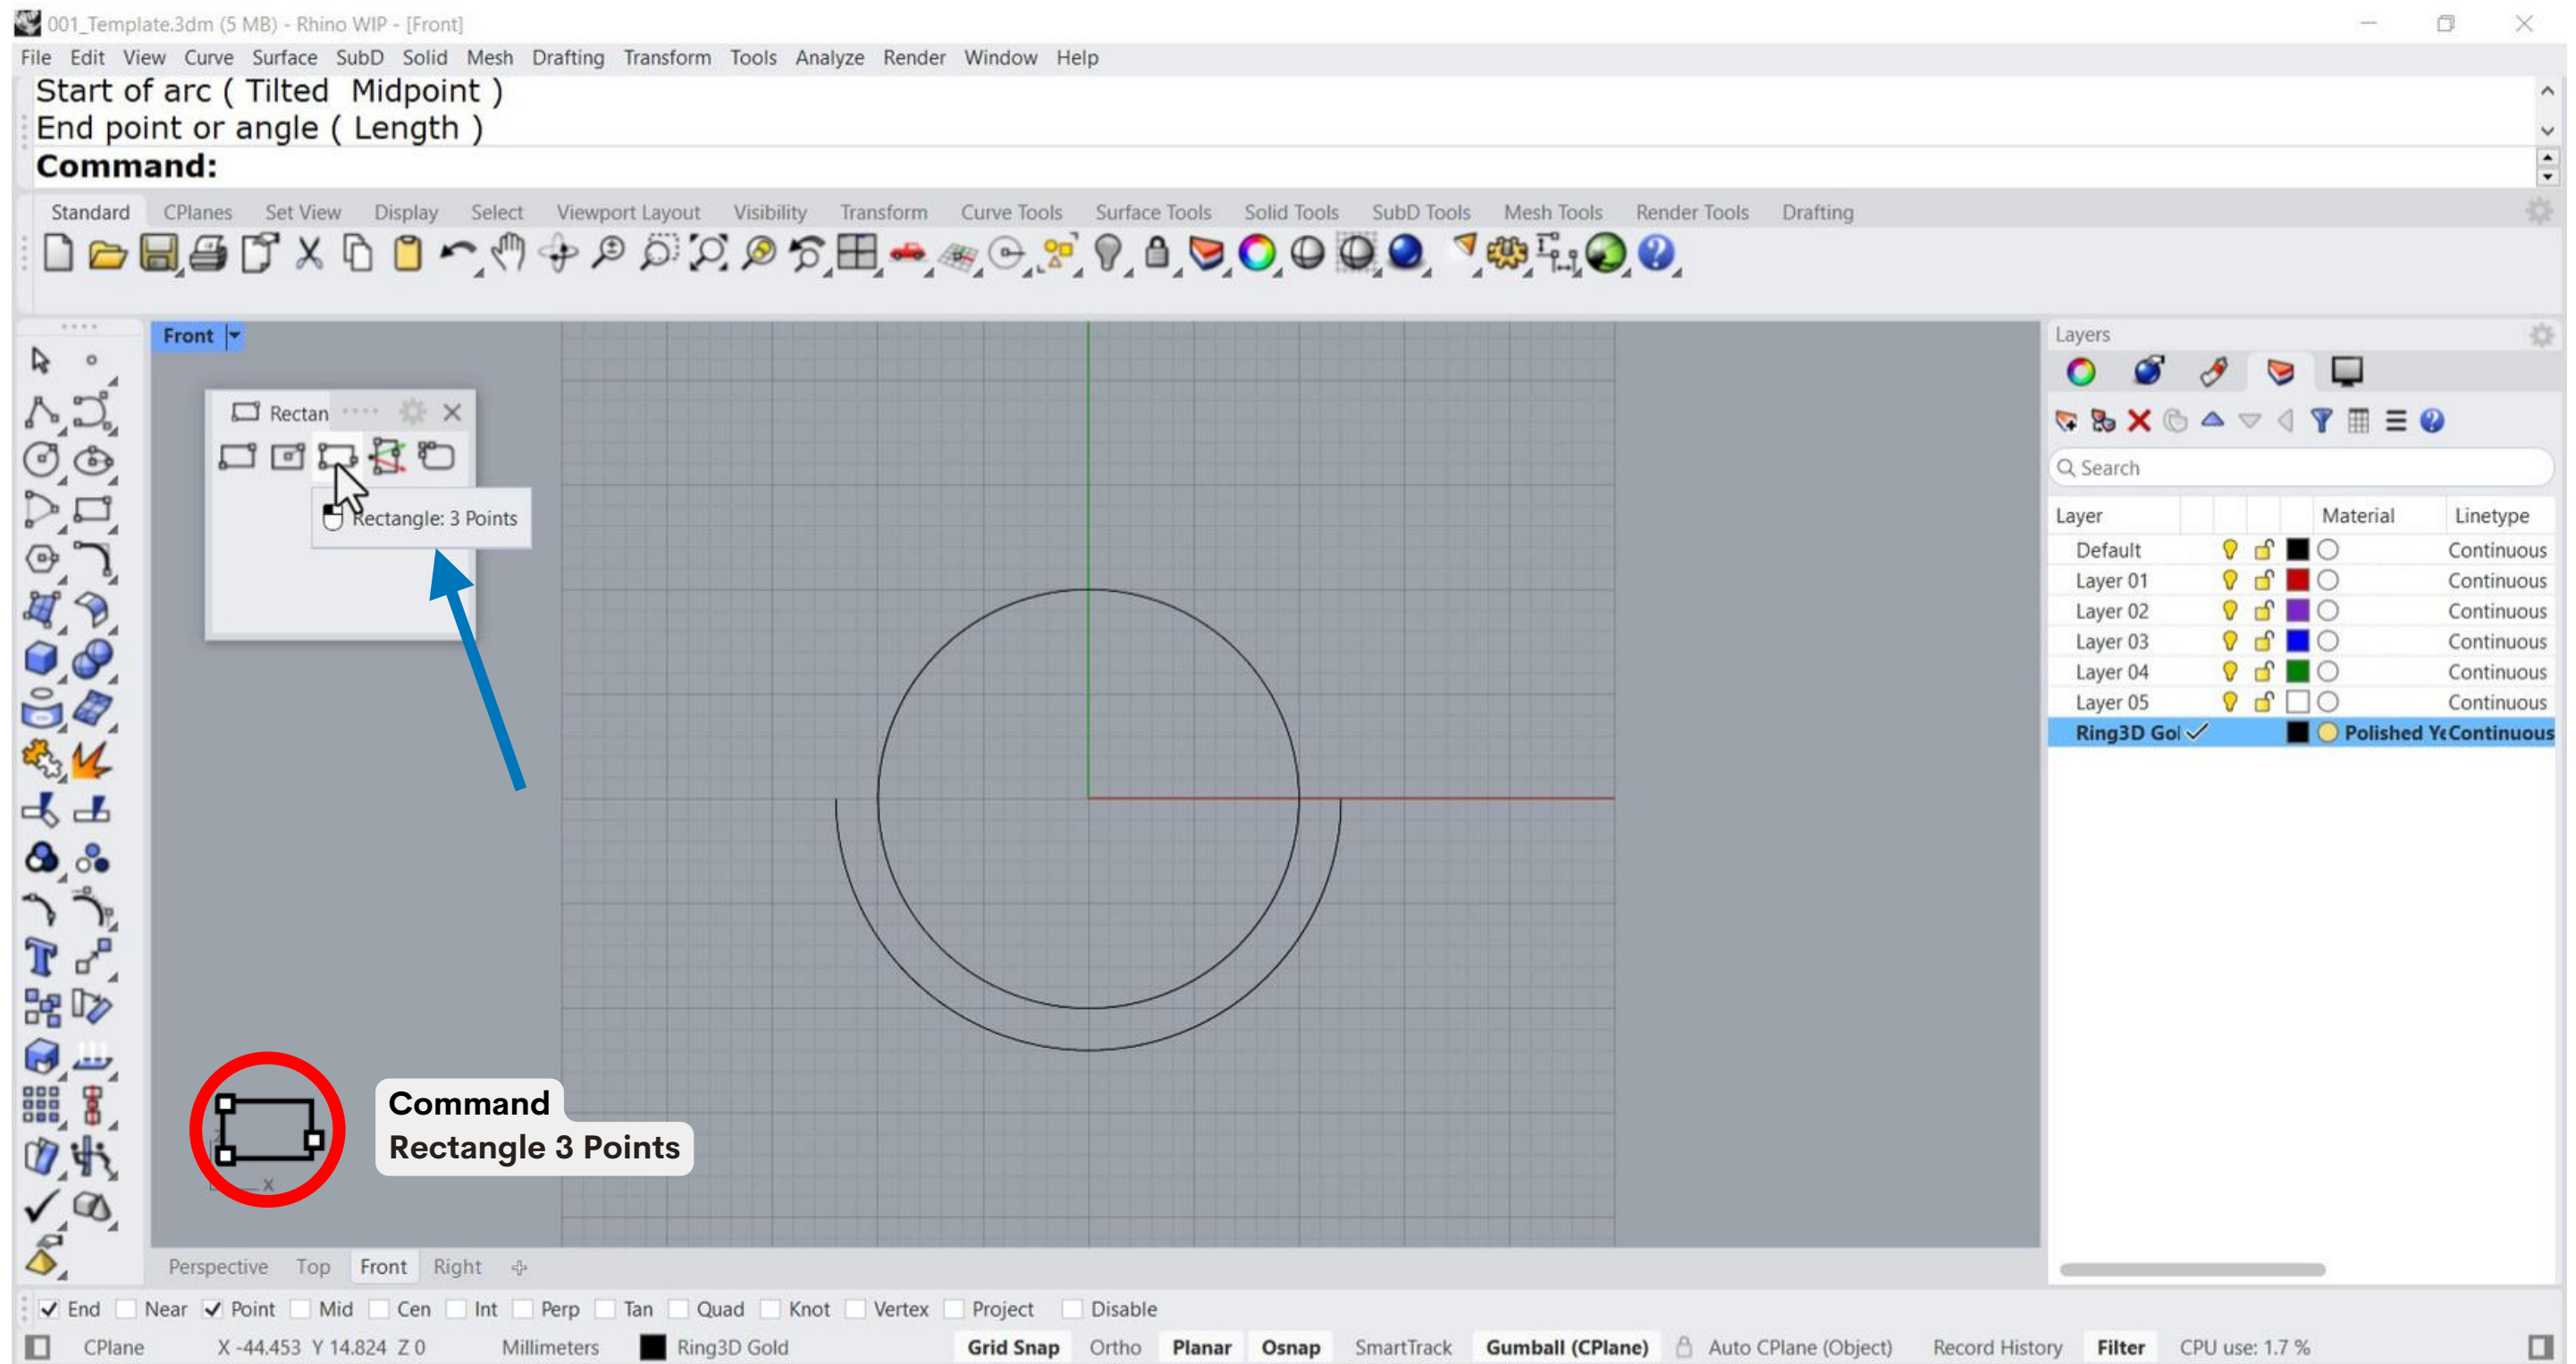 001_Template.3dm (5 MB) - Rhino WIP - [Front]
File Edit View Curve Surface SubD Solid Mesh Drafting Transform Tools Analyze Render Window Help
Start of arc ( Tilted Midpoint )
End point or angle ( Length )
Command:
Standard CPlanes Set View Display Select Viewport Layout Visibility Transform Curve Tools Surface Tools Solid Tools SubD Tools Mesh Tools Render Tools Drafting
Front
Rectan
Rectangle: 3 Points
Command
Rectangle 3 Points
z
x
Perspective Top Front Right
Layers
Search
Layer Material Linetype
Default Continuous
Layer 01 Continuous
Layer 02 Continuous
Layer 03 Continuous
Layer 04 Continuous
Layer 05 Continuous
Ring3D Gol Polished Ye Continuous
End Near Point Mid Cen Int Perp Tan Quad Knot Vertex Project Disable
CPlane X -44.453 Y 14.824 Z 0 Millimeters Ring3D Gold Grid Snap Ortho Planar Osnap SmartTrack Gumball (CPlane) Auto CPlane (Object) Record History Filter CPU use: 1.7 %